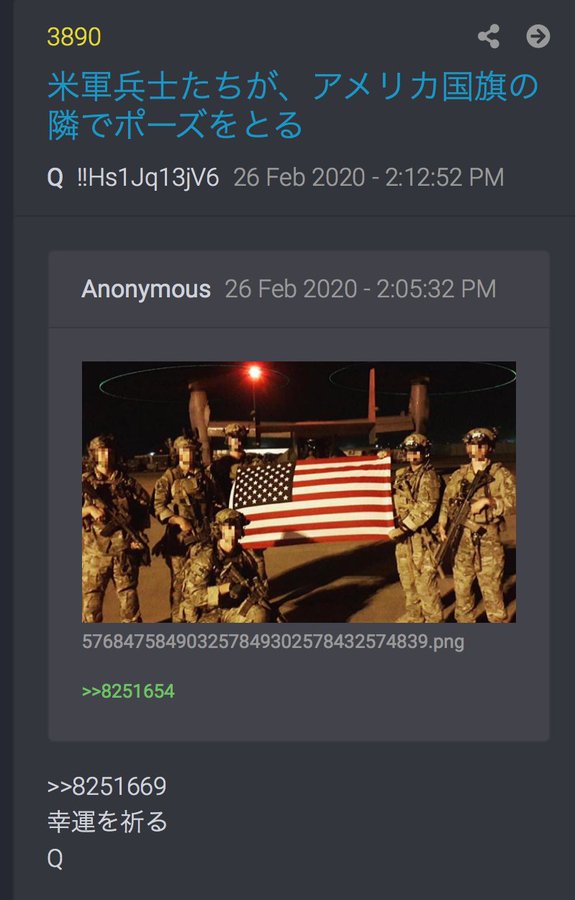 3890
米軍兵士たちが、アメリカ国旗の
隣でポーズをとる
Q !!Hs1Jq13jV6 26 Feb 2020 - 2:12:52 PM
Anonymous 26 Feb 2020 - 2:05:32 PM
576847584903257849302578432574839.png
>>8251654
>>8251669
幸運を祈る
Q